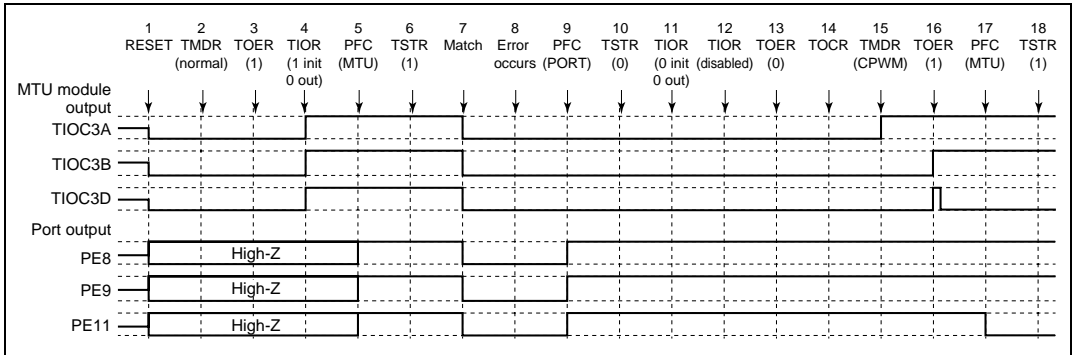 1 2 3 4 5 6 7 8 9 10 11 12 13 14 15 16 17 18
RESET TMDR TOER TIOR PFC TSTR Match Error PFC TSTR TIOR TIOR TOER TOCR TMDR TOER PFC TSTR
(normal) (1) (1 init (MTU) (1) occurs (PORT) (0) (0 init (disabled) (0) (CPWM) (1) (MTU) (1)
0 out) 0 out)
MTU module
output
TIOC3A
TIOC3B
TIOC3D
Port output
PE8 High-Z
PE9 High-Z
PE11 High-Z